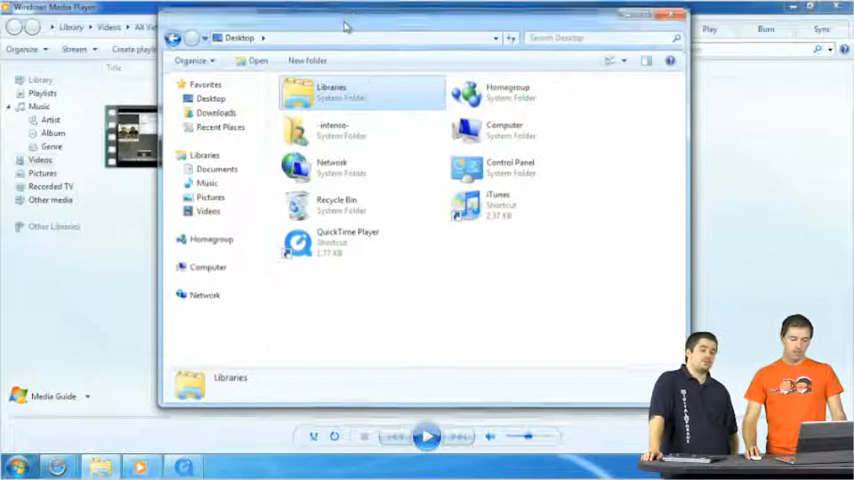 Windows Media Player
Library ▸ Videos ▸ All Vi
Organize Stream Create playl
Play Burn Sync
Title
Library
Playlists
Music
Artist
Album
Genre
Videos
Pictures
Recorded TV
Other media
Other Libraries
Media Guide
Desktop
Search Desktop
Organize Open New folder
Favorites
Desktop
Downloads
Recent Places
Libraries
Documents
Music
Pictures
Videos
Homegroup
Computer
Network
Libraries
System Folder
Homegroup
System Folder
-intenso-
System Folder
Computer
System Folder
Network
System Folder
Control Panel
System Folder
Recycle Bin
System Folder
iTunes
Shortcut
2,37 KB
QuickTime Player
Shortcut
1,77 KB
Libraries